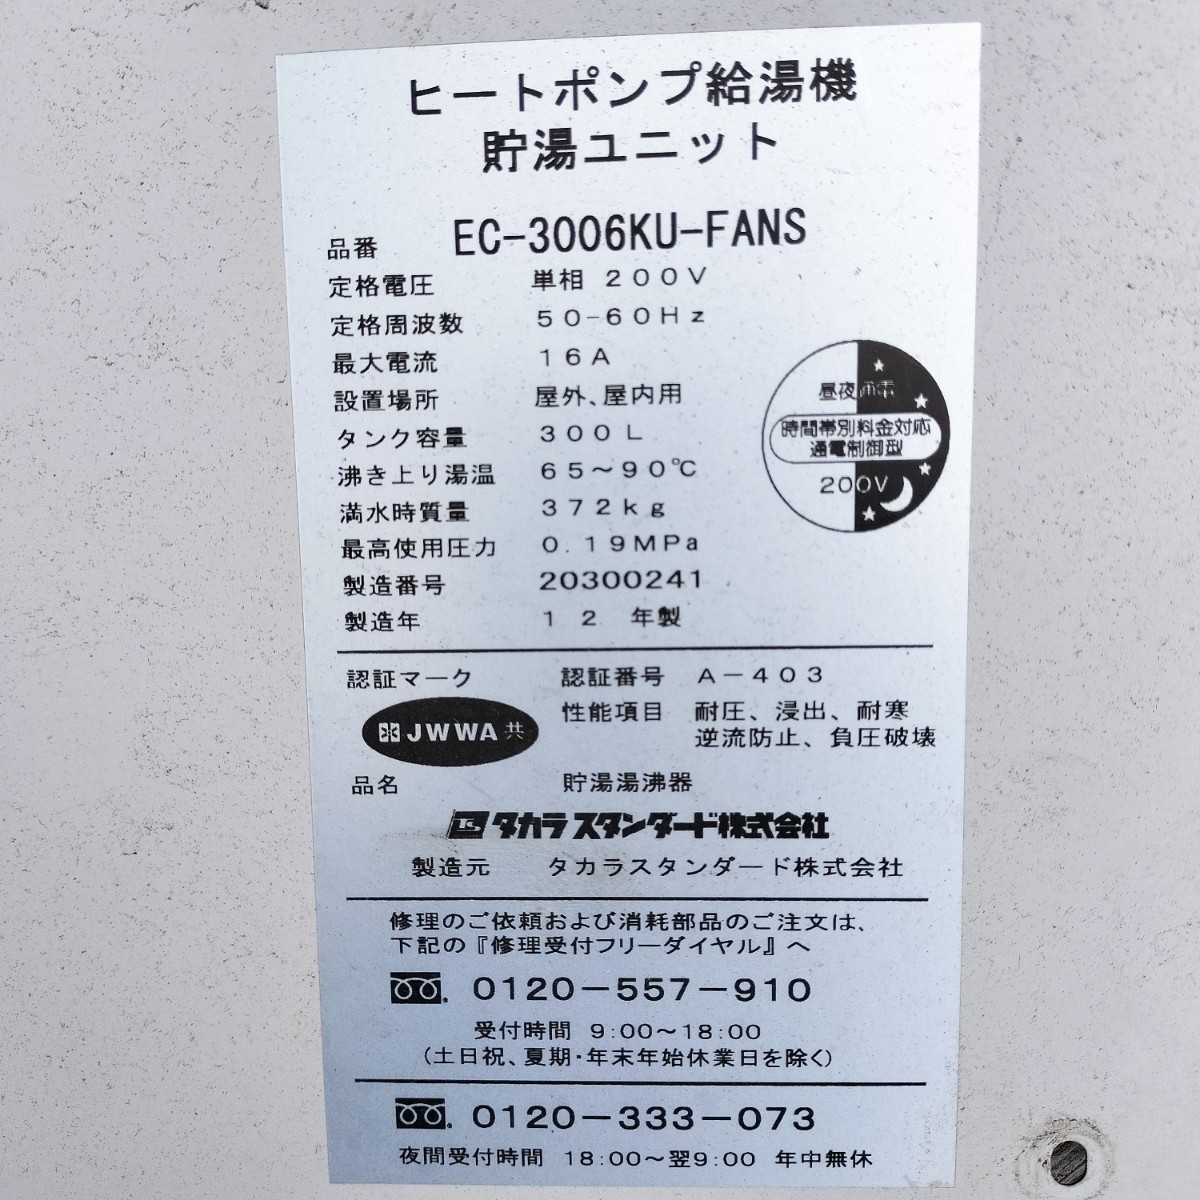 ヒートポンプ給湯機
貯湯ユニット
品番 EC-3006KU-FANS
定格電圧 単相 200V
定格周波数 50-60Hz
最大電流 16A
設置場所 屋外、屋内用
タンク容量 300L
沸き上り湯温 65～90℃
満水時質量 372kg
最高使用圧力 0.19MPa
製造番号 20300241
製造年 12 年製
昼夜通電
時間帯別料金対応
通電制御型
200V
認証マーク 認証番号 A-403
JWWA 共
性能項目 耐圧、浸出、耐寒
逆流防止、負圧破壊
品名 貯湯湯沸器
TS タカラスタンダード株式会社
製造元 タカラスタンダード株式会社
修理のご依頼および消耗部品のご注文は、
下記の『修理受付フリーダイヤル』へ
0120-557-910
受付時間 9:00～18:00
(土日祝、夏期・年末年始休業日を除く)
0120-333-073
夜間受付時間 18:00～翌9:00 年中無休